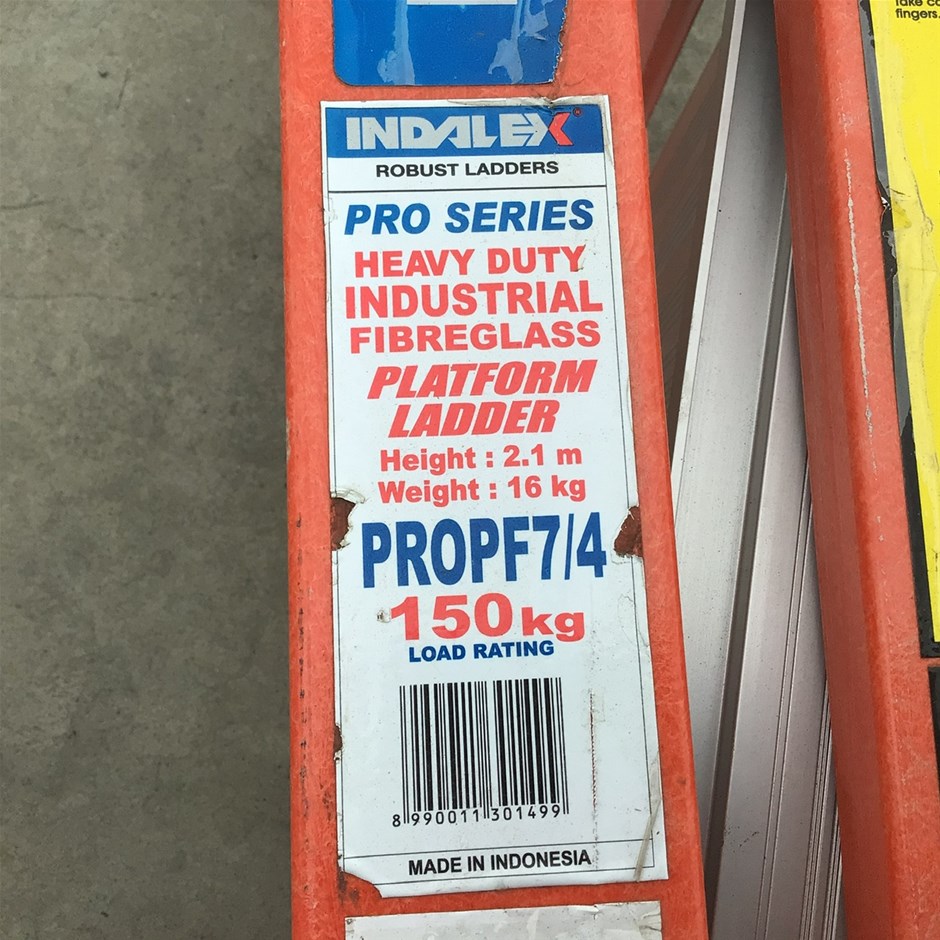 INDALEX®
ROBUST LADDERS
PRO SERIES
HEAVY DUTY
INDUSTRIAL
FIBREGLASS
PLATFORM
LADDER
Height : 2.1 m
Weight : 16 kg
PROPF7/4
150kg
LOAD RATING
8 990011 301499
MADE IN INDONESIA
fingers.